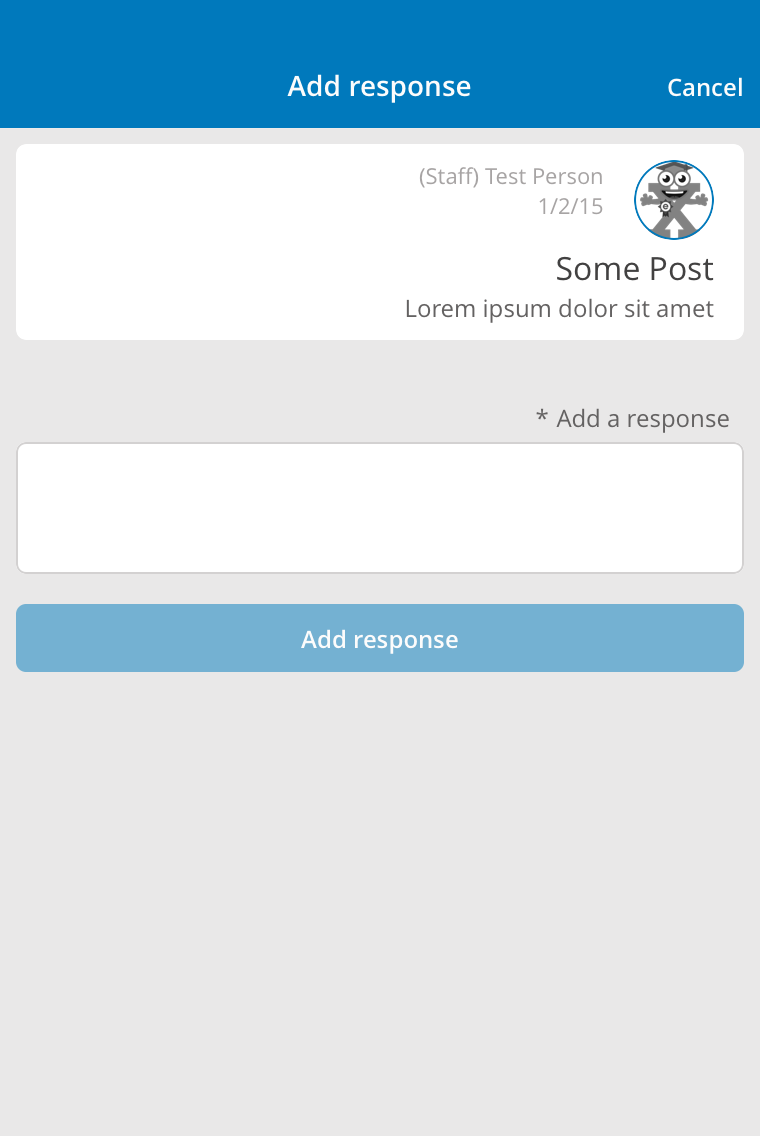 Add response
Cancel
(Staff) Test Person
1/2/15
Some Post
Lorem ipsum dolor sit amet
* Add a response
Add response